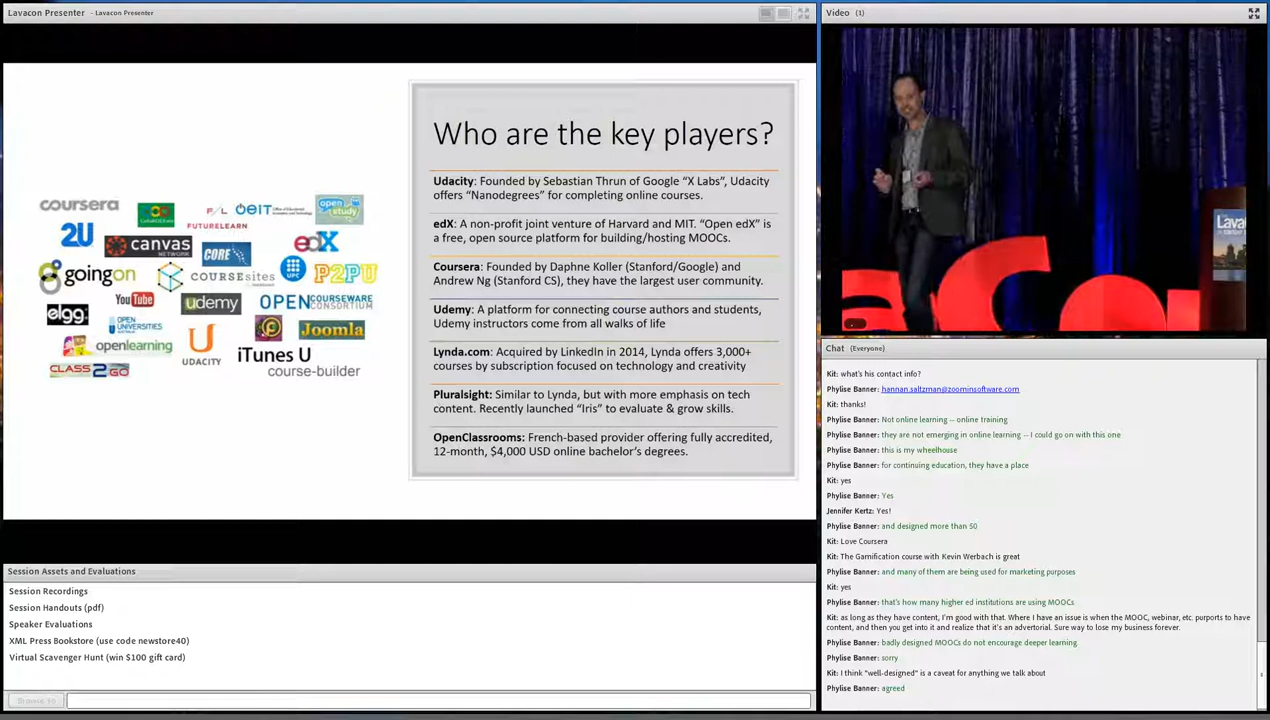 Lavacon Presenter - Lavacon Presenter
Who are the key players?
Udacity: Founded by Sebastian Thrun of Google “X Labs”, Udacity
offers “Nanodegrees” for completing online courses.
edX: A non-profit joint venture of Harvard and MIT. “Open edX” is
a free, open source platform for building/hosting MOOCs.
Coursera: Founded by Daphne Koller (Stanford/Google) and
Andrew Ng (Stanford CS), they have the largest user community.
Udemy: A platform for connecting course authors and students,
Udemy instructors come from all walks of life
Lynda.com: Acquired by LinkedIn in 2014, Lynda offers 3,000+
courses by subscription focused on technology and creativity
Pluralsight: Similar to Lynda, but with more emphasis on tech
content. Recently launched “Iris” to evaluate & grow skills.
OpenClassrooms: French-based provider offering fully accredited,
12-month, $4,000 USD online bachelor’s degrees.
coursera
F/L
FUTURELEARN
OEIT
open
study
2U
canvas
NETWORK
CORE
edX
goingon
COURSEsites
UPC
P2PU
YouTube
udemy
OPENCOURSEWARE
CONSORTIUM
elgg
OPEN
UNIVERSITIES
AUSTRALIA
openlearning
UDACITY
Joomla
iTunes U
CLASS2GO
course-builder
Session Assets and Evaluations
Session Recordings
Session Handouts (pdf)
Speaker Evaluations
XML Press Bookstore (use code newstore40)
Virtual Scavenger Hunt (win $100 gift card)
Browse To
Video (1)
aCo
Lava
Chat (Everyone)
Kit: what's his contact info?
Phylise Banner: hannan.saltzman@zoominsoftware.com
Kit: thanks!
Phylise Banner: Not online learning -- online training
Phylise Banner: they are not emerging in online learning -- I could go on with this one
Phylise Banner: this is my wheelhouse
Phylise Banner: for continuing education, they have a place
Kit: yes
Phylise Banner: Yes
Jennifer Kertz: Yes!
Phylise Banner: and designed more than 50
Kit: Love Coursera
Kit: The Gamification course with Kevin Werbach is great
Phylise Banner: and many of them are being used for marketing purposes
Kit: yes
Phylise Banner: that's how many higher ed institutions are using MOOCs
Kit: as long as they have content, I'm good with that. Where I have an issue is when the MOOC, webinar, etc. purports to have
content, and then you get into it and realize that it's an advertorial. Sure way to lose my business forever.
Phylise Banner: badly designed MOOCs do not encourage deeper learning
Phylise Banner: sorry
Kit: I think "well-designed" is a caveat for anything we talk about
Phylise Banner: agreed